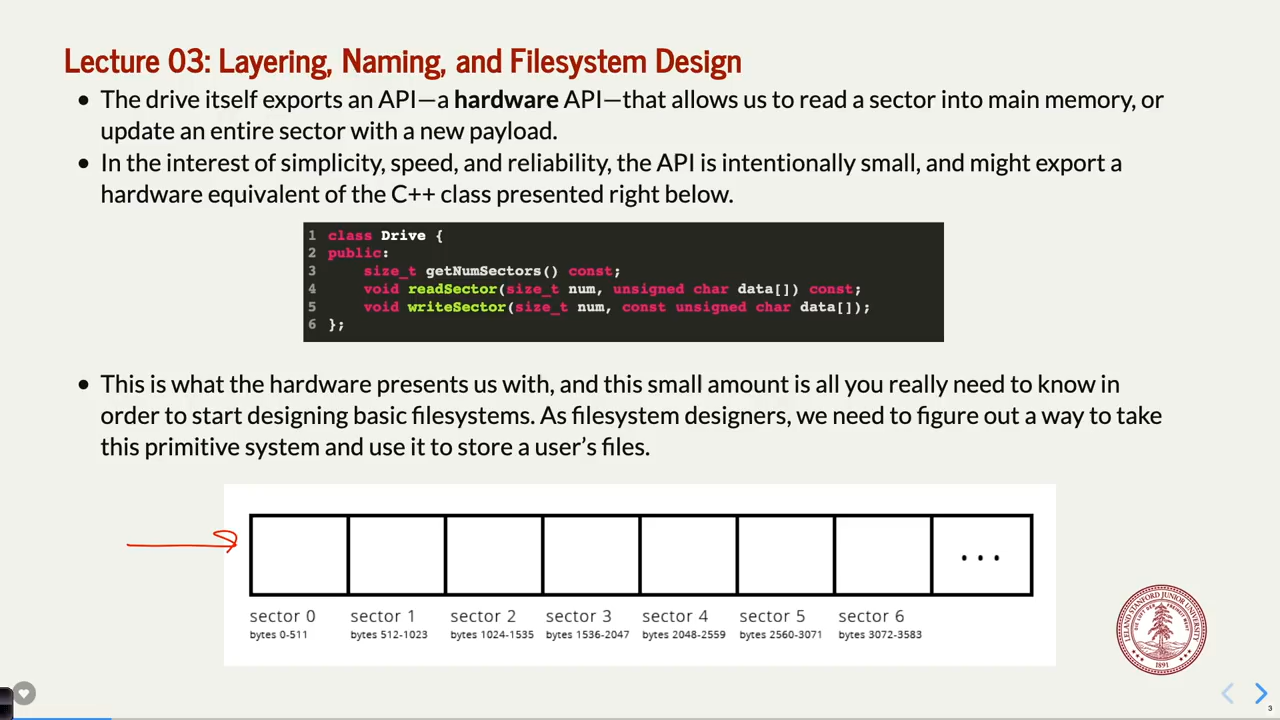 Lecture 03: Layering, Naming, and Filesystem Design
• The drive itself exports an API—a hardware API—that allows us to read a sector into main memory, or
update an entire sector with a new payload.
• In the interest of simplicity, speed, and reliability, the API is intentionally small, and might export a
hardware equivalent of the C++ class presented right below.
1 class Drive {
2 public:
3 size_t getNumSectors() const;
4 void readSector(size_t num, unsigned char data[]) const;
5 void writeSector(size_t num, const unsigned char data[]);
6 };
• This is what the hardware presents us with, and this small amount is all you really need to know in
order to start designing basic filesystems. As filesystem designers, we need to figure out a way to take
this primitive system and use it to store a user's files.
...
sector 0 sector 1 sector 2 sector 3 sector 4 sector 5 sector 6
bytes 0-511 bytes 512-1023 bytes 1024-1535 bytes 1536-2047 bytes 2048-2559 bytes 2560-3071 bytes 3072-3583
LELAND STANFORD JUNIOR UNIVERSITY
1891
3